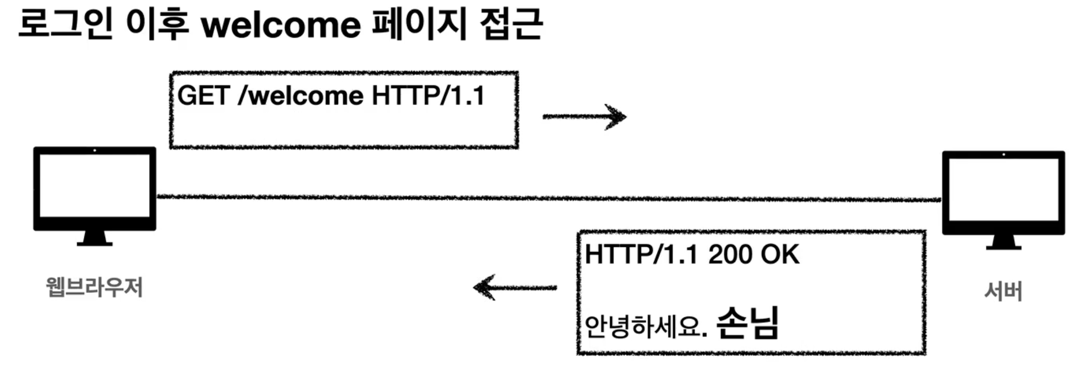 로그인 이후 welcome 페이지 접근
GET /welcome HTTP/1.1
웹브라우저
HTTP/1.1 200 OK
안녕하세요. 손님
서버